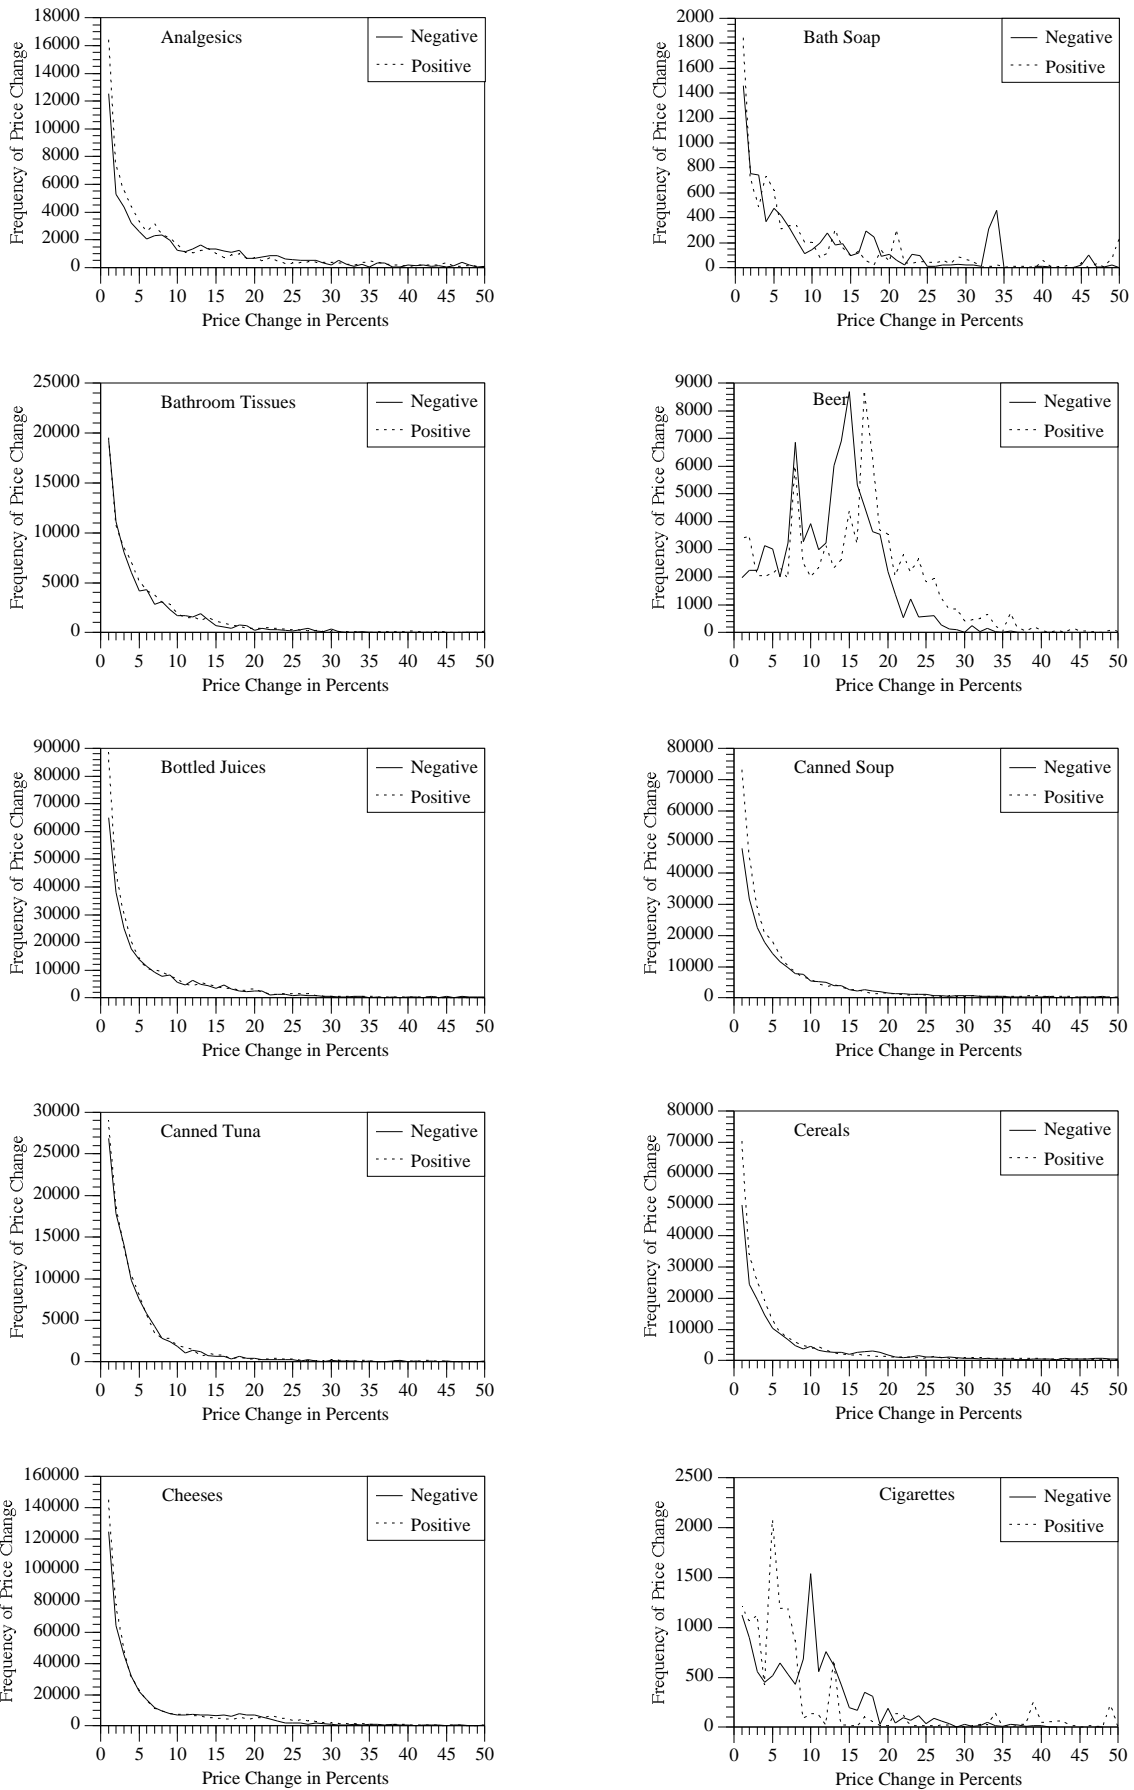 Analgesics
Negative
Positive
Frequency of Price Change
18000
16000
14000
12000
10000
8000
6000
4000
2000
0
0 5 10 15 20 25 30 35 40 45 50
Price Change in Percents
Bath Soap
Negative
Positive
Frequency of Price Change
2000
1800
1600
1400
1200
1000
800
600
400
200
0
0 5 10 15 20 25 30 35 40 45 50
Price Change in Percents
Bathroom Tissues
Negative
Positive
Frequency of Price Change
25000
20000
15000
10000
5000
0
0 5 10 15 20 25 30 35 40 45 50
Price Change in Percents
Beer
Negative
Positive
Frequency of Price Change
9000
8000
7000
6000
5000
4000
3000
2000
1000
0
0 5 10 15 20 25 30 35 40 45 50
Price Change in Percents
Bottled Juices
Negative
Positive
Frequency of Price Change
90000
80000
70000
60000
50000
40000
30000
20000
10000
0
0 5 10 15 20 25 30 35 40 45 50
Price Change in Percents
Canned Soup
Negative
Positive
Frequency of Price Change
80000
70000
60000
50000
40000
30000
20000
10000
0
0 5 10 15 20 25 30 35 40 45 50
Price Change in Percents
Canned Tuna
Negative
Positive
Frequency of Price Change
30000
25000
20000
15000
10000
5000
0
0 5 10 15 20 25 30 35 40 45 50
Price Change in Percents
Cereals
Negative
Positive
Frequency of Price Change
80000
70000
60000
50000
40000
30000
20000
10000
0
0 5 10 15 20 25 30 35 40 45 50
Price Change in Percents
Cheeses
Negative
Positive
Frequency of Price Change
160000
140000
120000
100000
80000
60000
40000
20000
0
0 5 10 15 20 25 30 35 40 45 50
Price Change in Percents
Cigarettes
Negative
Positive
Frequency of Price Change
2500
2000
1500
1000
500
0
0 5 10 15 20 25 30 35 40 45 50
Price Change in Percents